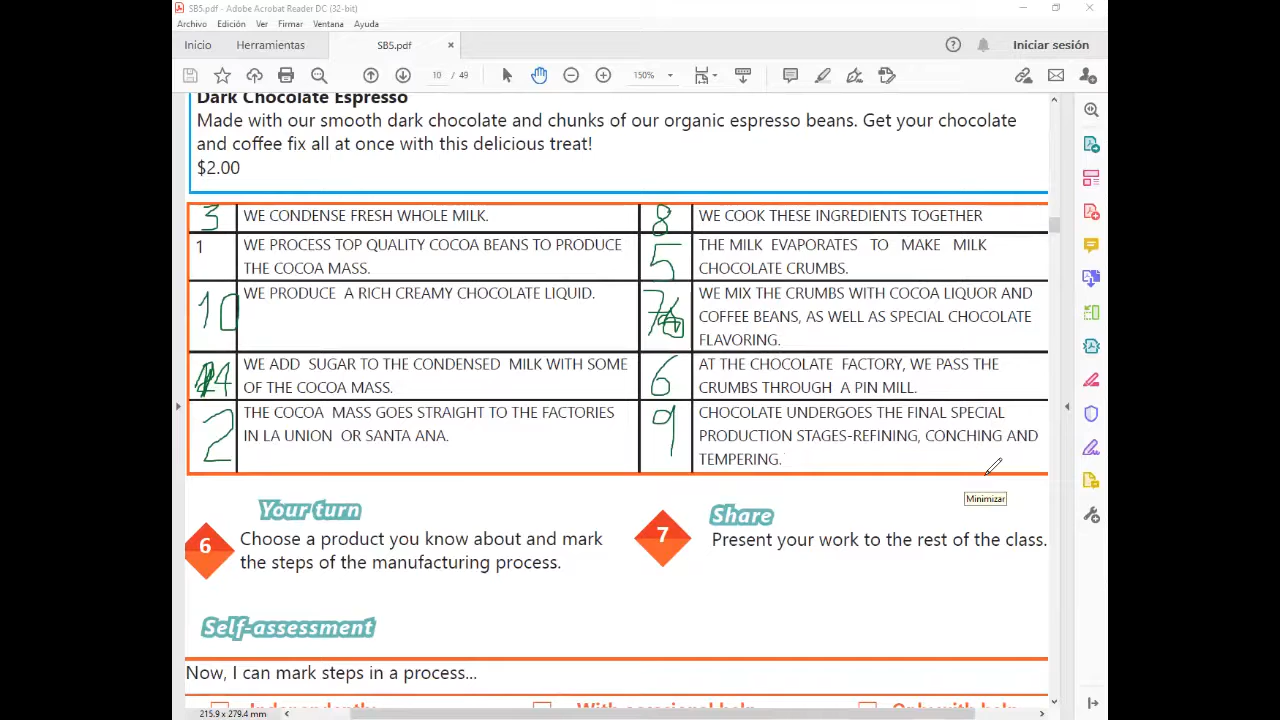 SB5.pdf - Adobe Acrobat Reader DC (32-bit)
Archivo Edición Ver Firmar Ventana Ayuda
Inicio Herramientas SB5.pdf × Iniciar sesión
10 / 49 150%
Dark Chocolate Espresso
Made with our smooth dark chocolate and chunks of our organic espresso beans. Get your chocolate
and coffee fix all at once with this delicious treat!
$2.00
3 WE CONDENSE FRESH WHOLE MILK.
8 WE COOK THESE INGREDIENTS TOGETHER
1 WE PROCESS TOP QUALITY COCOA BEANS TO PRODUCE
THE COCOA MASS.
5 THE MILK EVAPORATES TO MAKE MILK
CHOCOLATE CRUMBS.
10 WE PRODUCE A RICH CREAMY CHOCOLATE LIQUID.
7 WE MIX THE CRUMBS WITH COCOA LIQUOR AND
COFFEE BEANS, AS WELL AS SPECIAL CHOCOLATE
FLAVORING.
4 WE ADD SUGAR TO THE CONDENSED MILK WITH SOME
OF THE COCOA MASS.
6 AT THE CHOCOLATE FACTORY, WE PASS THE
CRUMBS THROUGH A PIN MILL.
2 THE COCOA MASS GOES STRAIGHT TO THE FACTORIES
IN LA UNION OR SANTA ANA.
9 CHOCOLATE UNDERGOES THE FINAL SPECIAL
PRODUCTION STAGES-REFINING, CONCHING AND
TEMPERING.
Minimizar
Your turn
6 Choose a product you know about and mark
the steps of the manufacturing process.
Share
7 Present your work to the rest of the class.
Self-assessment
Now, I can mark steps in a process...
Independently With occasional help Only with help
215.9 x 279.4 mm